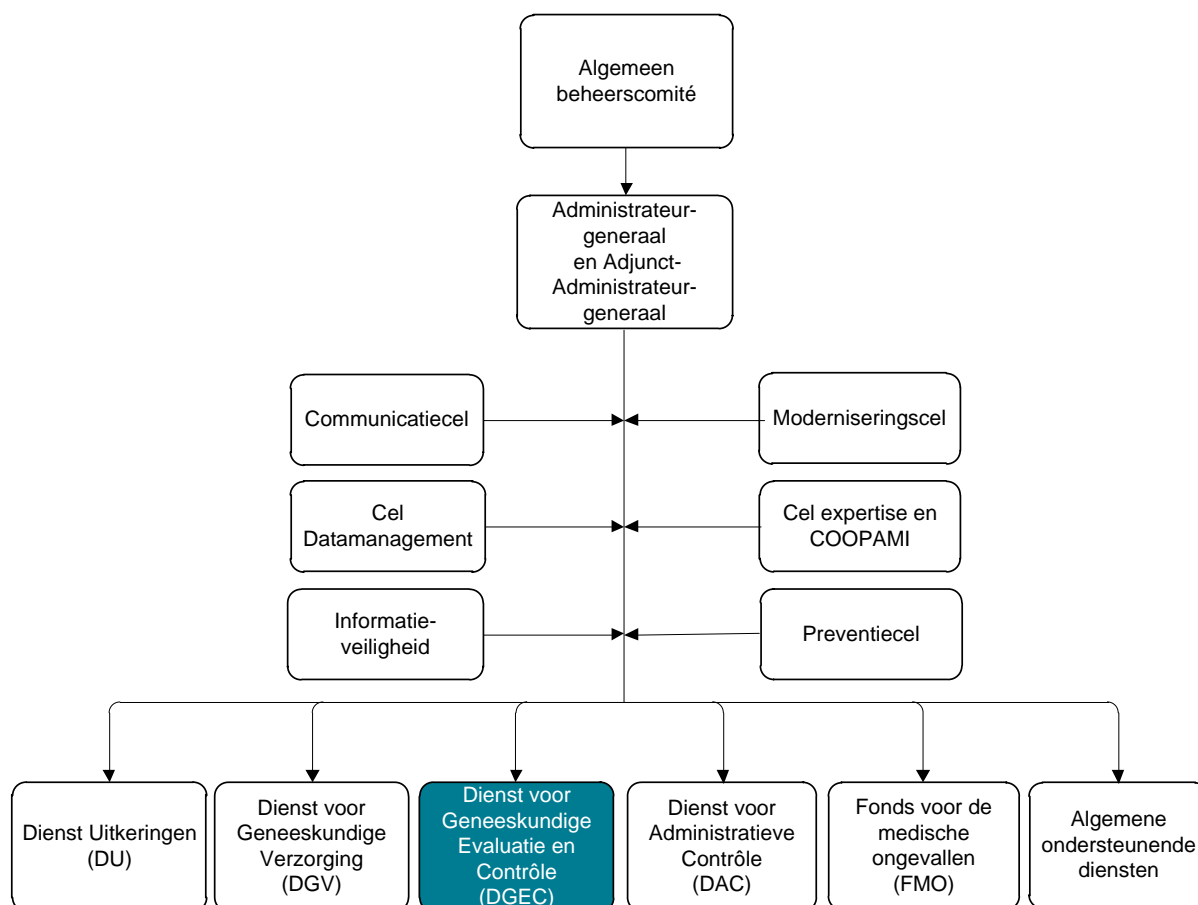 Algemeen
beheerscomité
Administrateur-
generaal
en Adjunct-
Administrateur-
generaal
Communicatiecel
Moderniseringscel
Cel
Datamanagement
Cel expertise en
COOPAMI
Informatie-
veiligheid
Preventiecel
Dienst Uitkeringen
(DU)
Dienst voor
Geneeskundige
Verzorging
(DGV)
Dienst voor
Geneeskundige
Evaluatie en
Contrôle
(DGEC)
Dienst voor
Administratieve
Contrôle
(DAC)
Fonds voor de
medische
ongevallen
(FMO)
Algemene
ondersteunende
diensten